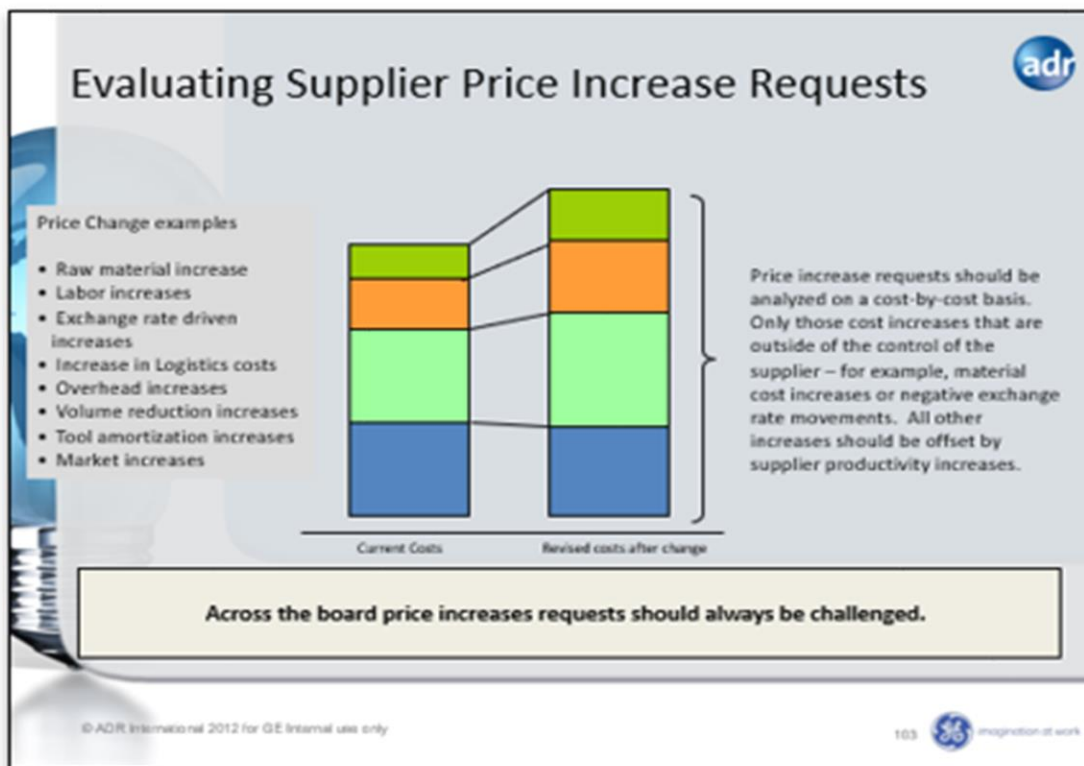 adr
Evaluating Supplier Price Increase Requests
Price Change examples
• Raw material increase
• Labor increases
• Exchange rate driven
increases
• Increase in Logistics costs
• Overhead increases
• Volume reduction increases
• Tool amortization increases
• Market increases
Current Costs
Revised costs after change
Price increase requests should be
analyzed on a cost-by-cost basis.
Only those cost increases that are
outside of the control of the
supplier – for example, material
cost increases or negative exchange
rate movements. All other
increases should be offset by
supplier productivity increases.
Across the board price increases requests should always be challenged.
© ADR International 2012 for GE Internal use only
103
imagination at work